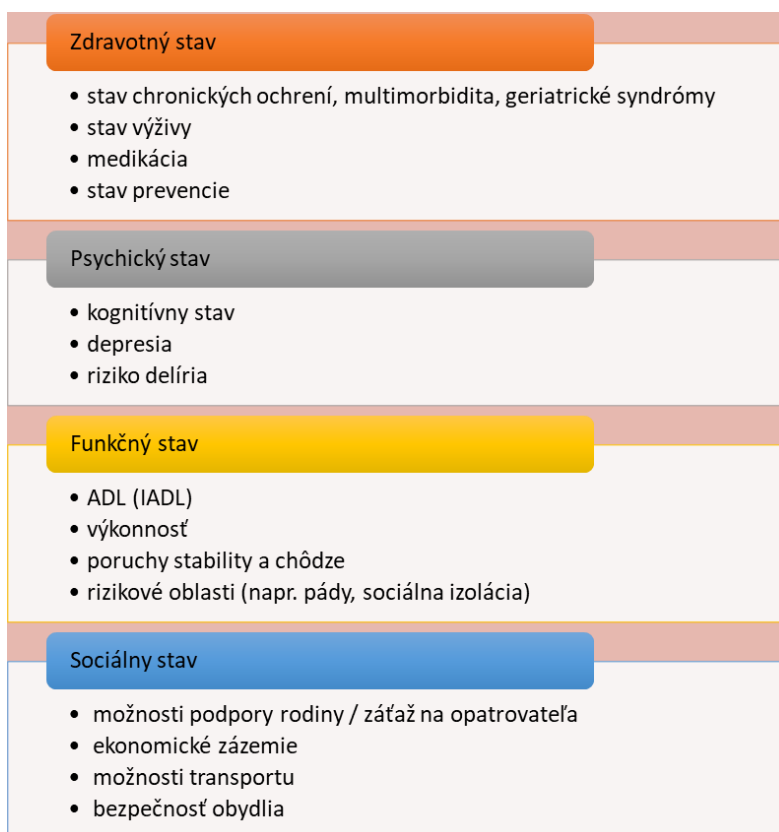 Zdravotný stav
• stav chronických ochrení, multimorbidita, geriatrické syndrómy
• stav výživy
• medikácia
• stav prevencie
Psychický stav
• kognitívny stav
• depresia
• riziko delíria
Funkčný stav
• ADL (IADL)
• výkonnosť
• poruchy stability a chôdze
• rizikové oblasti (napr. pády, sociálna izolácia)
Sociálny stav
• možnosti podpory rodiny / záťaž na opatrovateľa
• ekonomické zázemie
• možnosti transportu
• bezpečnosť obydlia